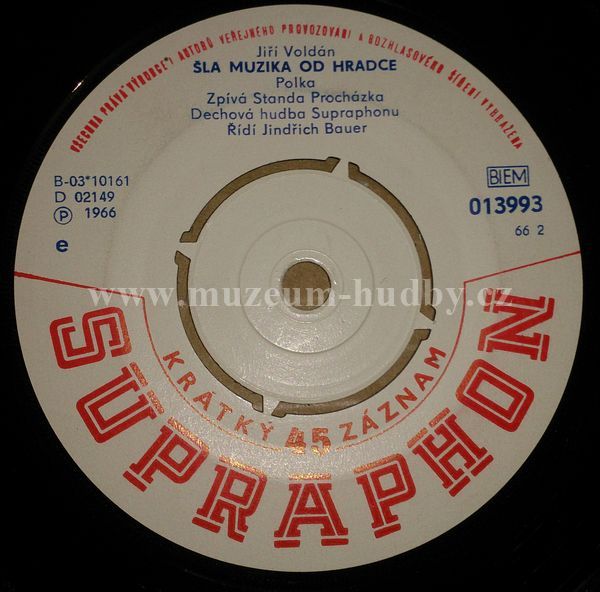 VŠECHNA PRÁVA VÝROBCE I AUTORŮ VEŘEJNÉHO PROVOZOVÁNÍ A ROZHLASOVÉHO ŠÍŘENÍ VYHRAŽENA
Jiří Voldán
ŠLA MUZIKA OD HRADCE
Polka
Zpívá Standa Procházka
Dechová hudba Supraphonu
Řídí Jindřich Bauer
B-03*10161
D 02149
Ⓟ 1966
e
BIEM
013993
66 2
www.muzeum-hudby.cz
KRÁTKÝ 45 ZÁZNAM
SUPRAPHON